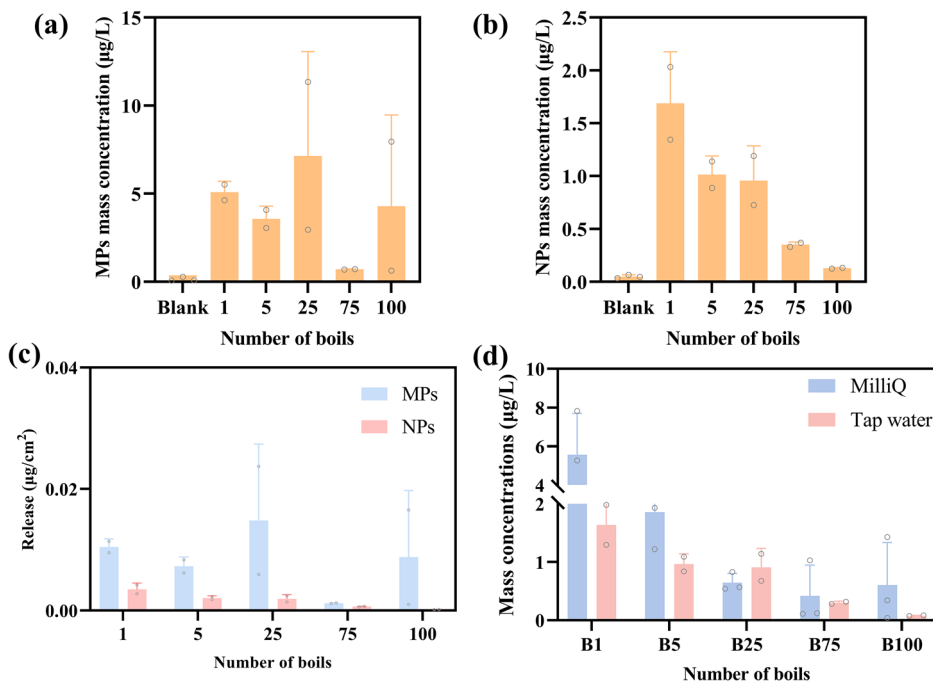 (a)
MPs mass concentration (µg/L)
15
10
5
0
Blank 1 5 25 75 100
Number of boils
(b)
NPs mass concentration (µg/L)
2.5
2.0
1.5
1.0
0.5
0.0
Blank 1 5 25 75 100
Number of boils
(c)
Release (µg/cm²)
0.04
0.02
0.00
MPs
NPs
1 5 25 75 100
Number of boils
(d)
Mass concentrations (µg/L)
10
8
6
4
2
1
0
MilliQ
Tap water
B1 B5 B25 B75 B100
Number of boils